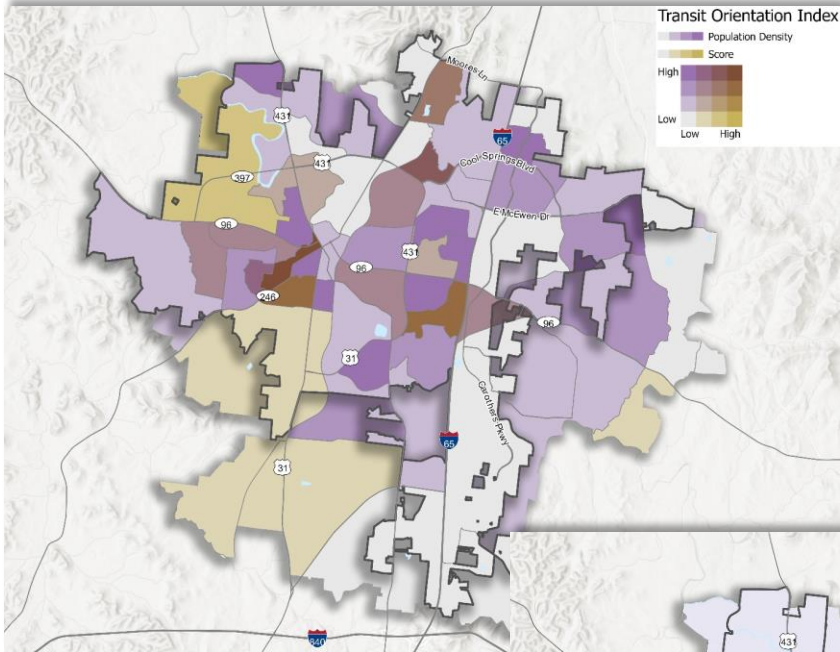 Transit Orientation Index
Population Density
Score
High
Low
Low
High
Moores Ln
431
65
Cool Springs Blvd
431
397
E McEwen Dr
96
431
96
246
96
31
Carothers Pkwy
65
31
840
431